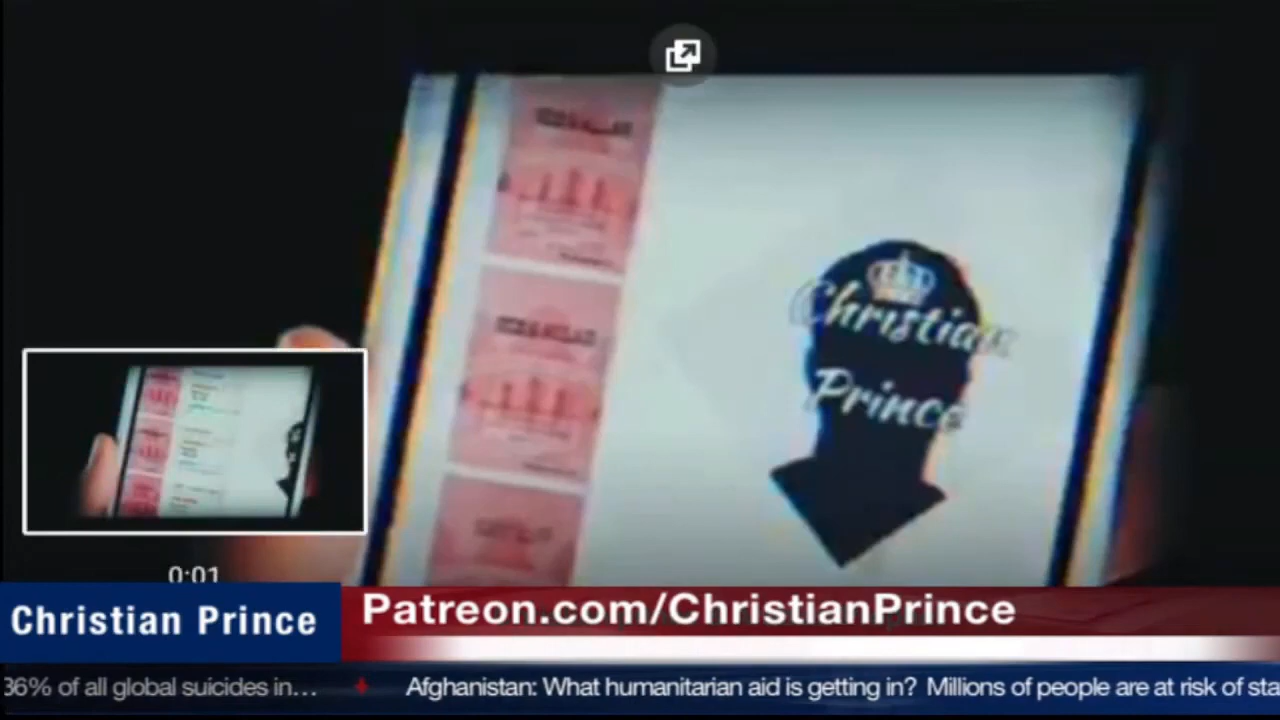 Christian
Prince
0:01
Christian Prince
Patreon.com/ChristianPrince
36% of all global suicides in…
Afghanistan: What humanitarian aid is getting in? Millions of people are at risk of sta